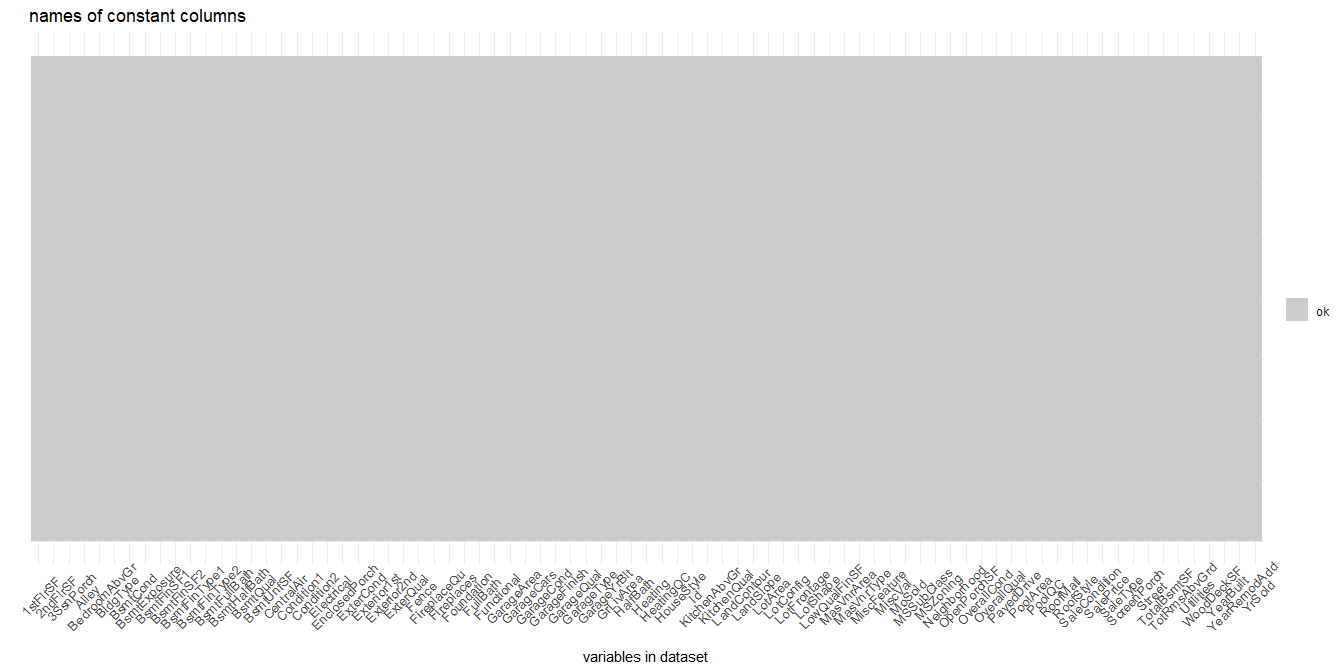 names of constant columns
ok
1stFlrSF
2ndFlrSF
3SsnPorch
Alley
BedroomAbvGr
BldgType
BsmtCond
BsmtExposure
BsmtFinSF1
BsmtFinSF2
BsmtFinType1
BsmtFinType2
BsmtFullBath
BsmtHalfBath
BsmtQual
BsmtUnfSF
CentralAir
Condition1
Condition2
Electrical
EnclosedPorch
ExterCond
Exterior1st
Exterior2nd
ExterQual
Fence
FireplaceQu
Fireplaces
Foundation
FullBath
Functional
GarageArea
GarageCars
GarageCond
GarageFinish
GarageQual
GarageType
GarageYrBlt
GrLivArea
HalfBath
Heating
HeatingQC
HouseStyle
Id
KitchenAbvGr
KitchenQual
LandContour
LandSlope
LotArea
LotConfig
LotFrontage
LotShape
LowQualFinSF
MasVnrArea
MasVnrType
MiscFeature
MiscVal
MoSold
MSSubClass
MSZoning
Neighborhood
OpenPorchSF
OverallCond
OverallQual
PavedDrive
PoolArea
PoolQC
RoofMatl
RoofStyle
SaleCondition
SalePrice
SaleType
ScreenPorch
Street
TotalBsmtSF
TotRmsAbvGrd
Utilities
WoodDeckSF
YearBuilt
YearRemodAdd
YrSold
variables in dataset